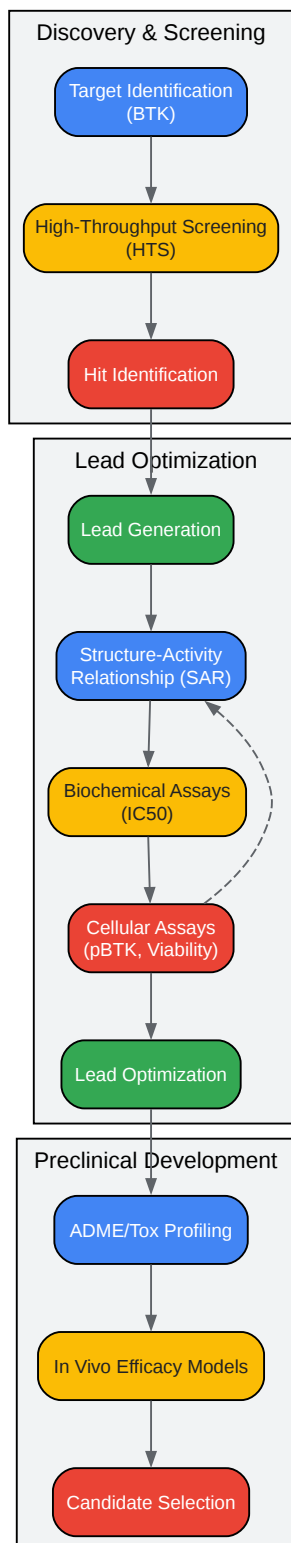 Discovery & Screening
Target Identification
(BTK)
High-Throughput Screening
(HTS)
Hit Identification
Lead Optimization
Lead Generation
Structure-Activity
Relationship (SAR)
Biochemical Assays
(IC50)
Cellular Assays
(pBTK, Viability)
Lead Optimization
Preclinical Development
ADME/Tox Profiling
In Vivo Efficacy Models
Candidate Selection